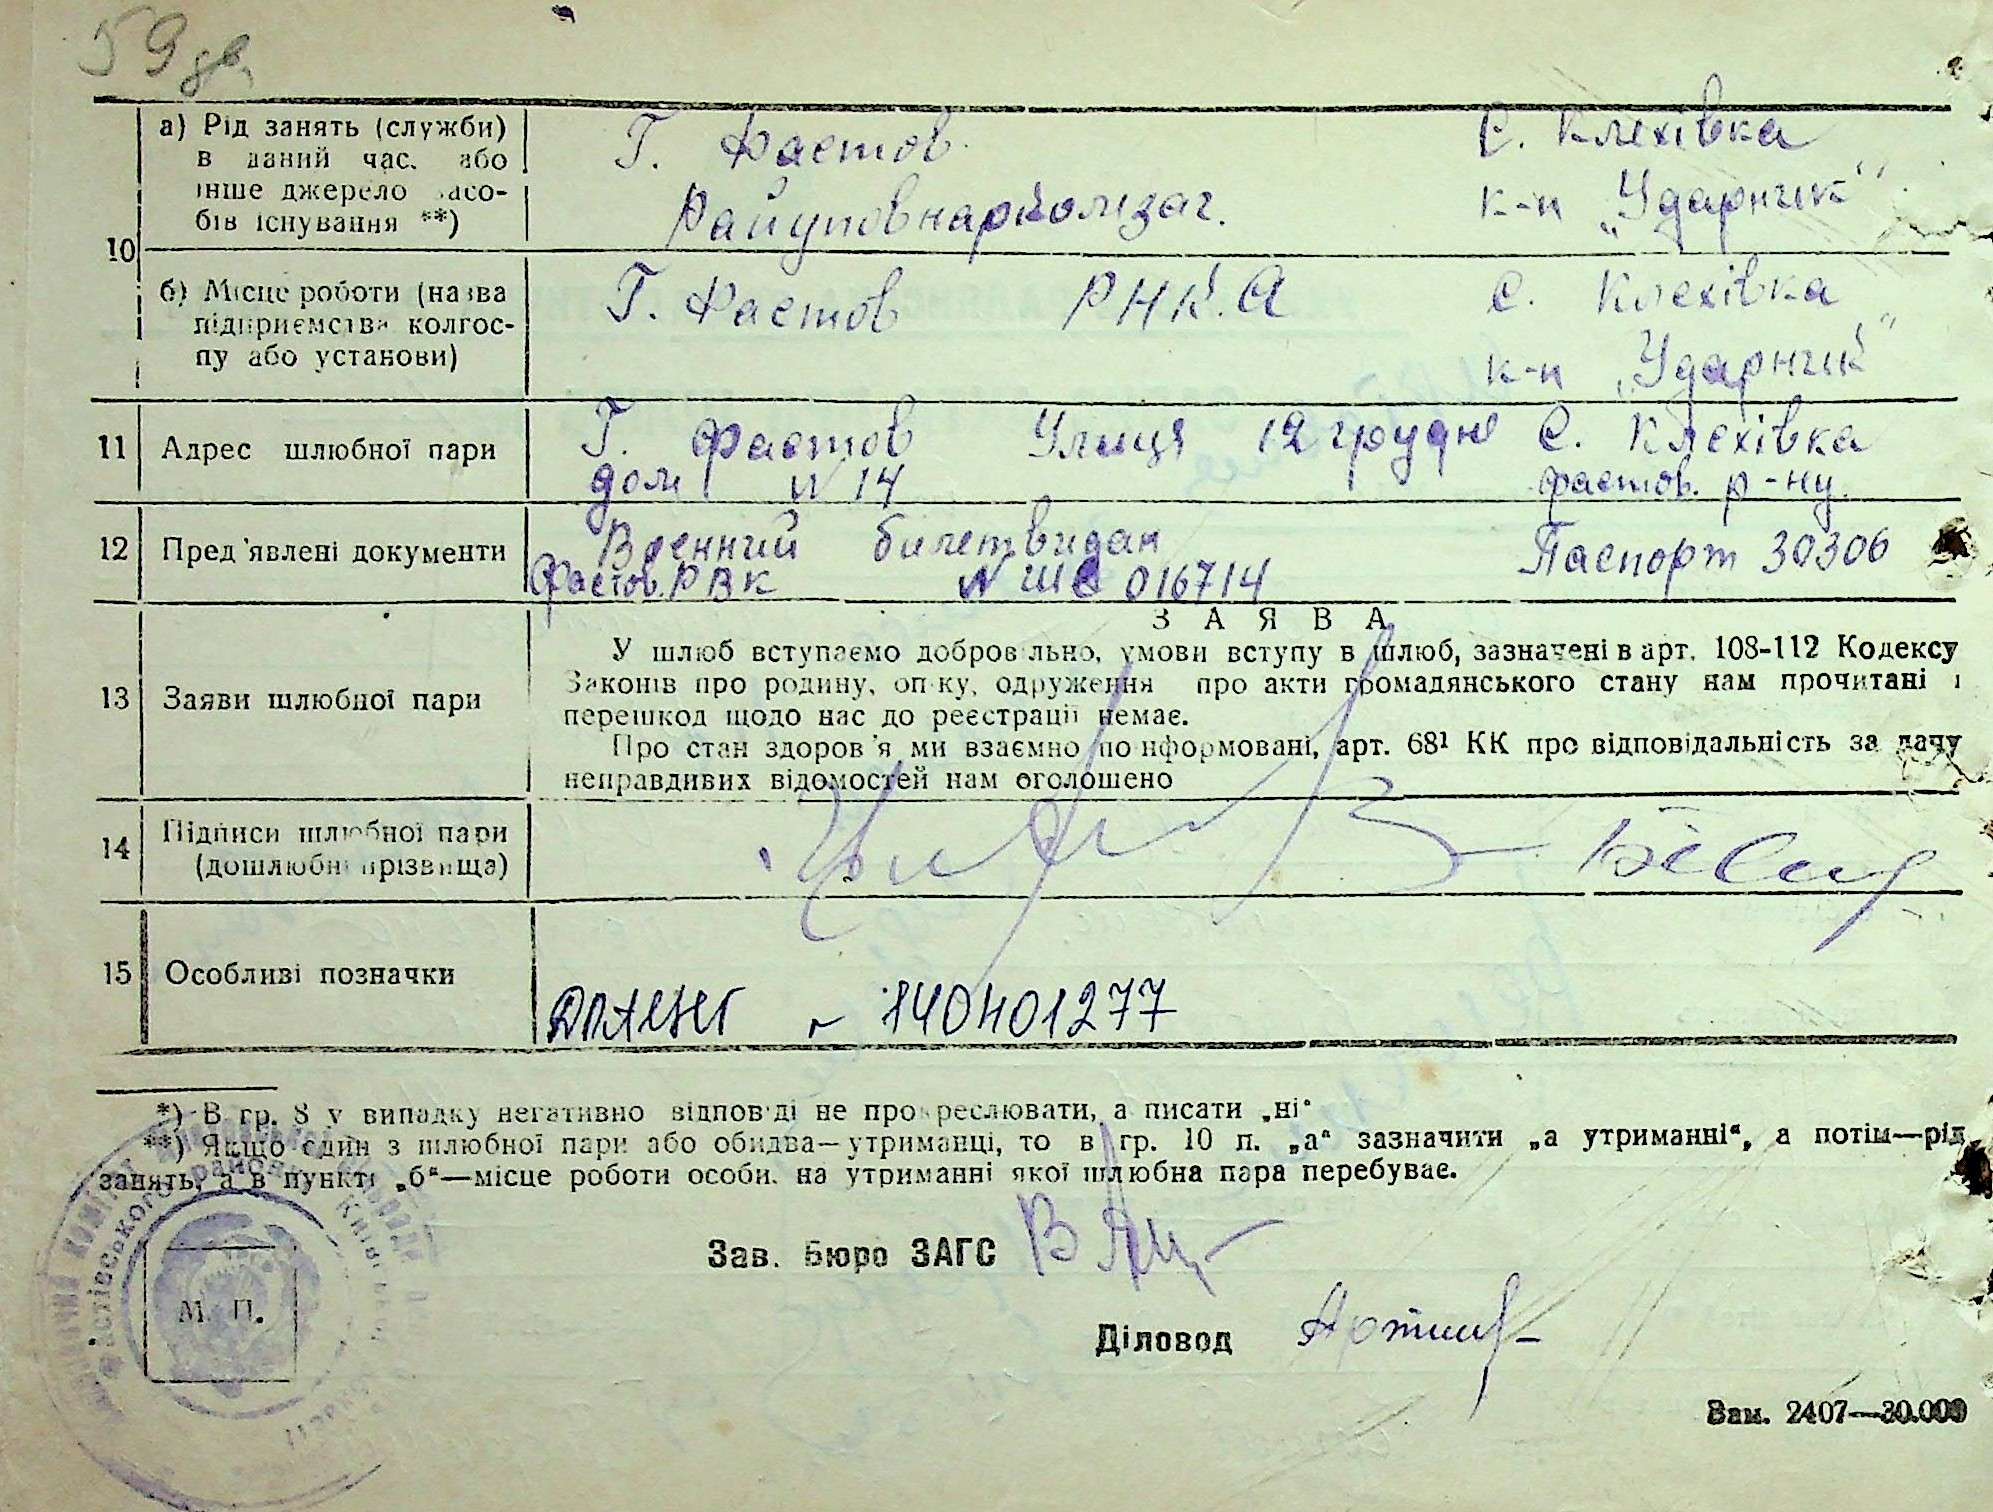 59 дв.
10
а) Рід занять (служби) в даний час, або інше джерело засобів існування **)
Г. Фастов
Райуповнаркомзаг.
С. Клехівка
к-п „Ударник"
б) Місце роботи (назва підприємства колгоспу або установи)
Г. Фастов РНК.А
С. Клехівка
к-п „Ударник"
11 Адрес шлюбної пари
Г. Фастов Улиця 12 грудне
дом № 14
С. Клехівка
фастов. р-ну.
12 Пред'явлені документи
Военний билет видан
Фастов. РВК № ШС 016714
Паспорт 30306
ЗАЯВА
13 Заяви шлюбної пари
У шлюб вступаємо добровільно, умови вступу в шлюб, зазначені в арт. 108-112 Кодексу
Законів про родину, опіку, одруження про акти громадянського стану нам прочитані і
перешкод щодо нас до реєстрації немає.
Про стан здоров'я ми взаємно поінформовані, арт. 68¹ КК про відповідальність за дачу
неправдивих відомостей нам оголошено
14 Підписи шлюбної пари
(дошлюбні прізвища)
15 Особливі позначки
140401277
*) В гр. 8 у випадку негативно відповіді не прокреслювати, а писати „ні"
**) Якщо один з шлюбної пари або обидва—утриманці, то в гр. 10 п. „а" зазначити „а утриманні", а потім—рід
занять, а в пункті „б"—місце роботи особи, на утриманні якої шлюбна пара перебуває.
Зав. Бюро ЗАГС
М. П.
Діловод
Зам. 2407—30.000